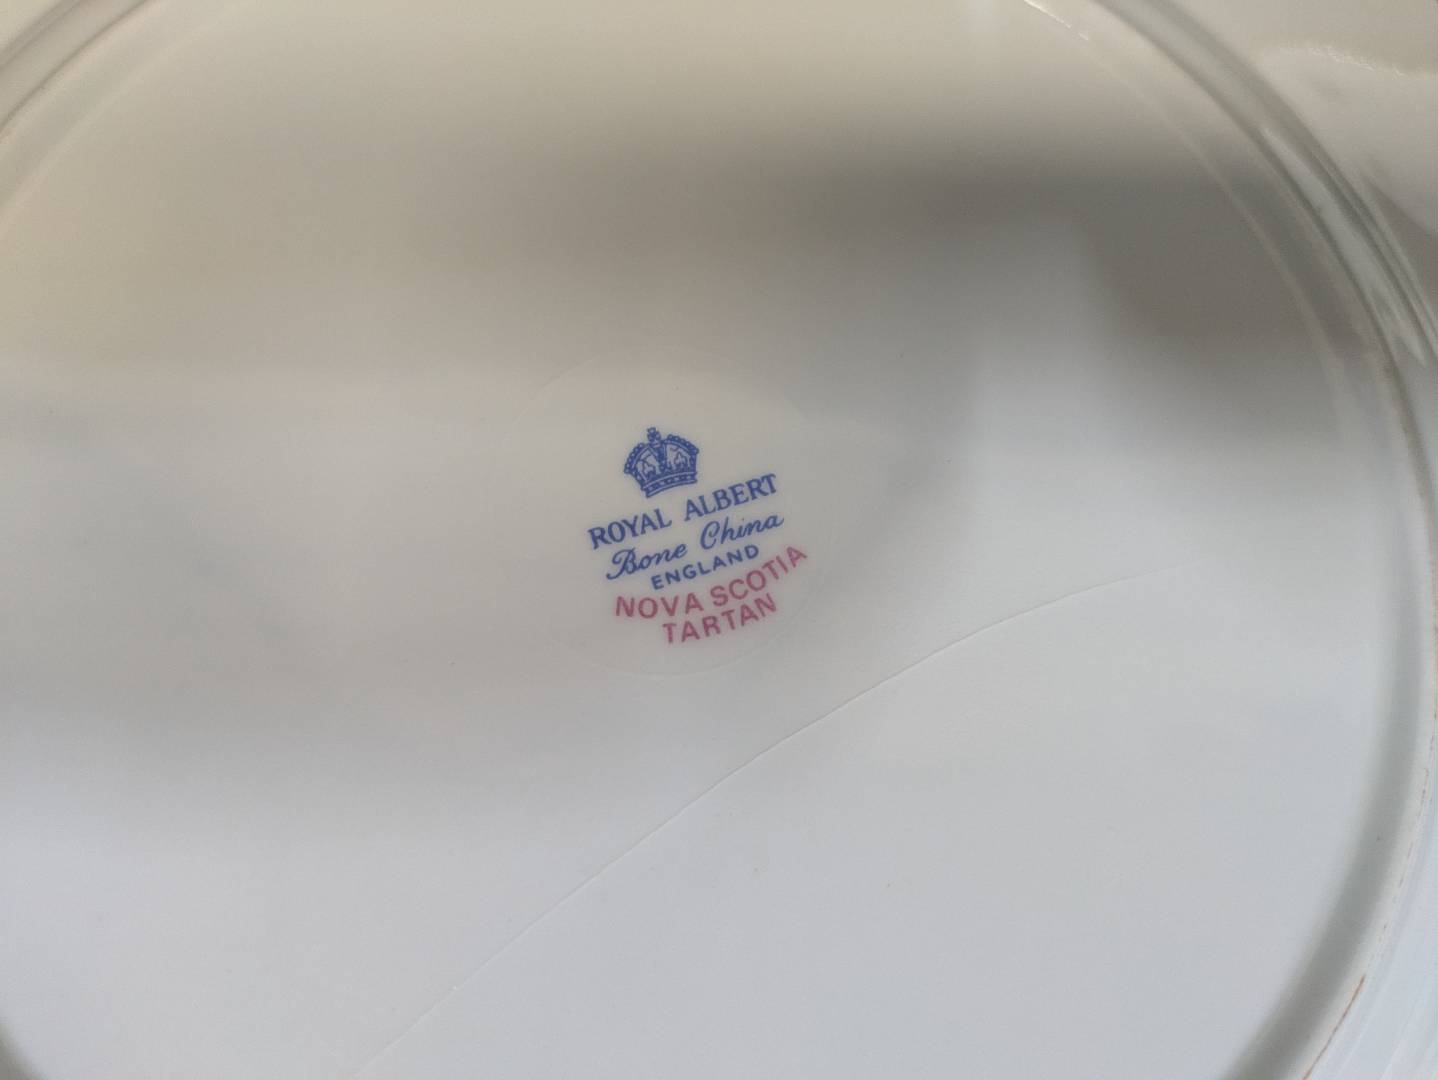 ROYAL ALBERT
Bone China
ENGLAND
NOVA SCOTIA
TARTAN